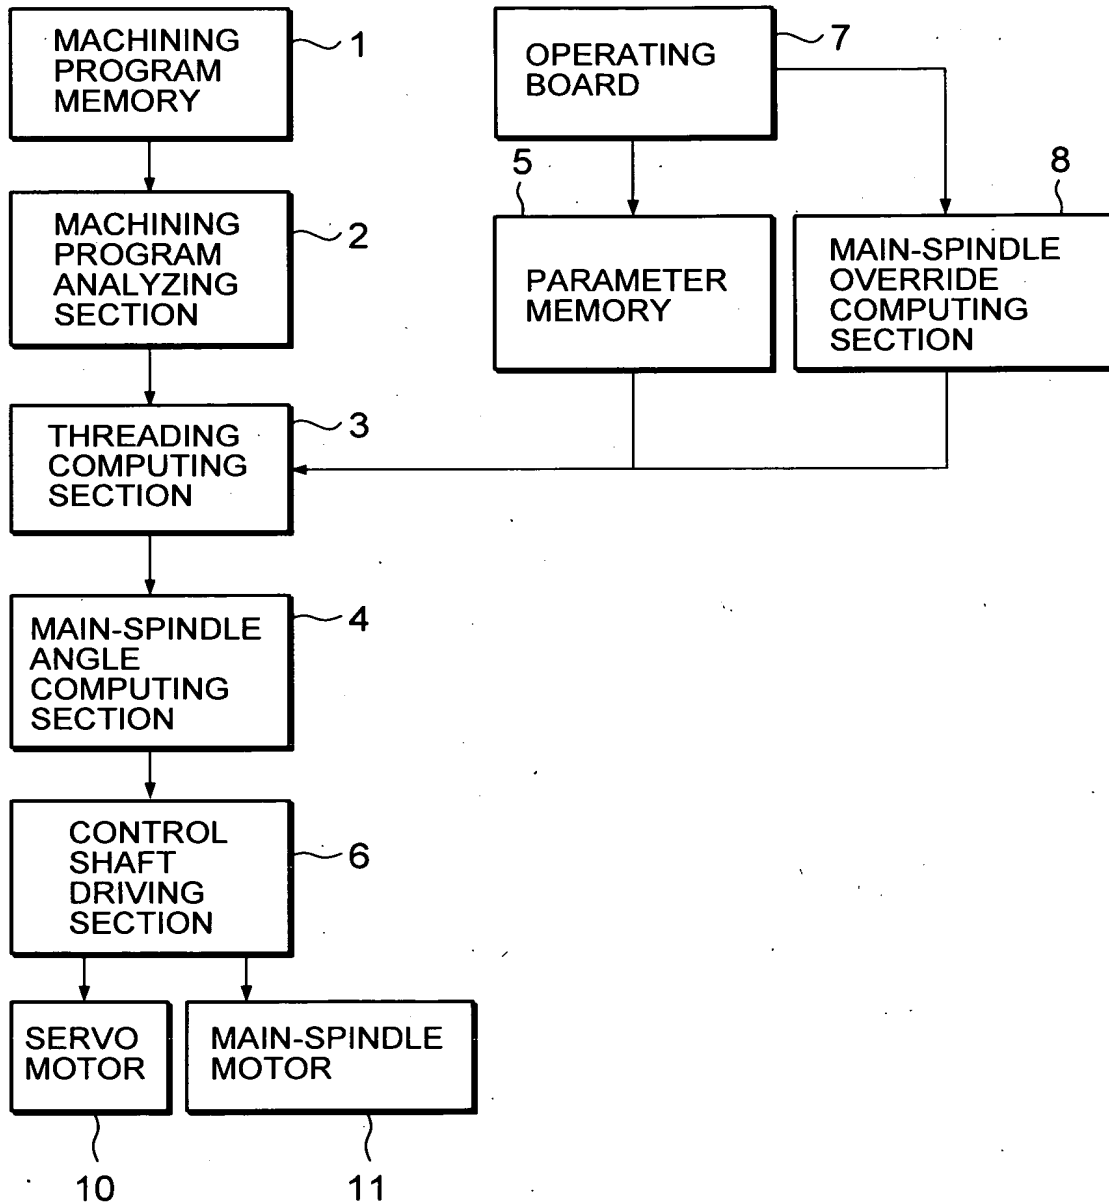 MACHINING
PROGRAM
MEMORY
1
OPERATING
BOARD
7
MACHINING
PROGRAM
ANALYZING
SECTION
2
5
PARAMETER
MEMORY
8
MAIN-SPINDLE
OVERRIDE
COMPUTING
SECTION
THREADING
COMPUTING
SECTION
3
MAIN-SPINDLE
ANGLE
COMPUTING
SECTION
4
CONTROL
SHAFT
DRIVING
SECTION
6
SERVO
MOTOR
10
MAIN-SPINDLE
MOTOR
11